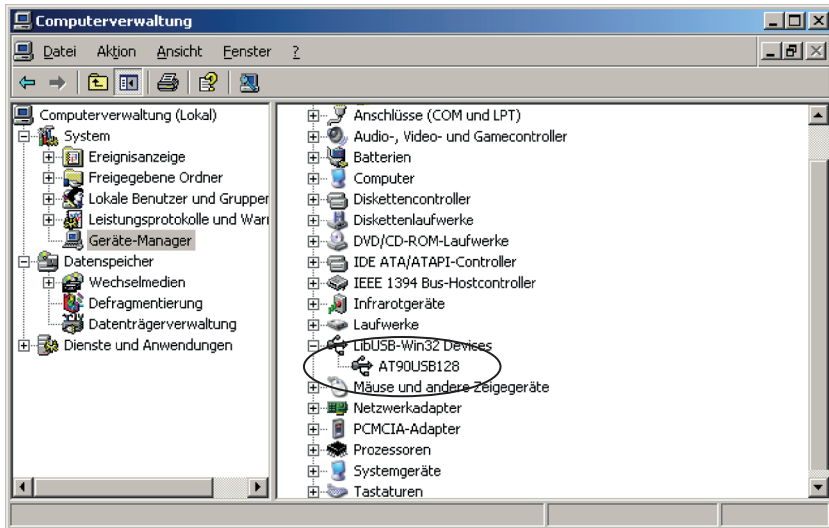 Computerverwaltung
Datei Aktion Ansicht Fenster ?
Computerverwaltung (Lokal)
System
Ereignisanzeige
Freigegebene Ordner
Lokale Benutzer und Gruppen
Leistungsprotokolle und Warn
Geräte-Manager
Datenspeicher
Wechselmedien
Defragmentierung
Datenträgerverwaltung
Dienste und Anwendungen
Anschlüsse (COM und LPT)
Audio-, Video- und Gamecontroller
Batterien
Computer
Diskettencontroller
Diskettenlaufwerke
DVD/CD-ROM-Laufwerke
IDE ATA/ATAPI-Controller
IEEE 1394 Bus-Hostcontroller
Infrarotgeräte
Laufwerke
LibUSB-Win32 Devices
AT90USB128
Mäuse und andere Zeigegeräte
Netzwerkadapter
PCMCIA-Adapter
Prozessoren
Systemgeräte
Tastaturen